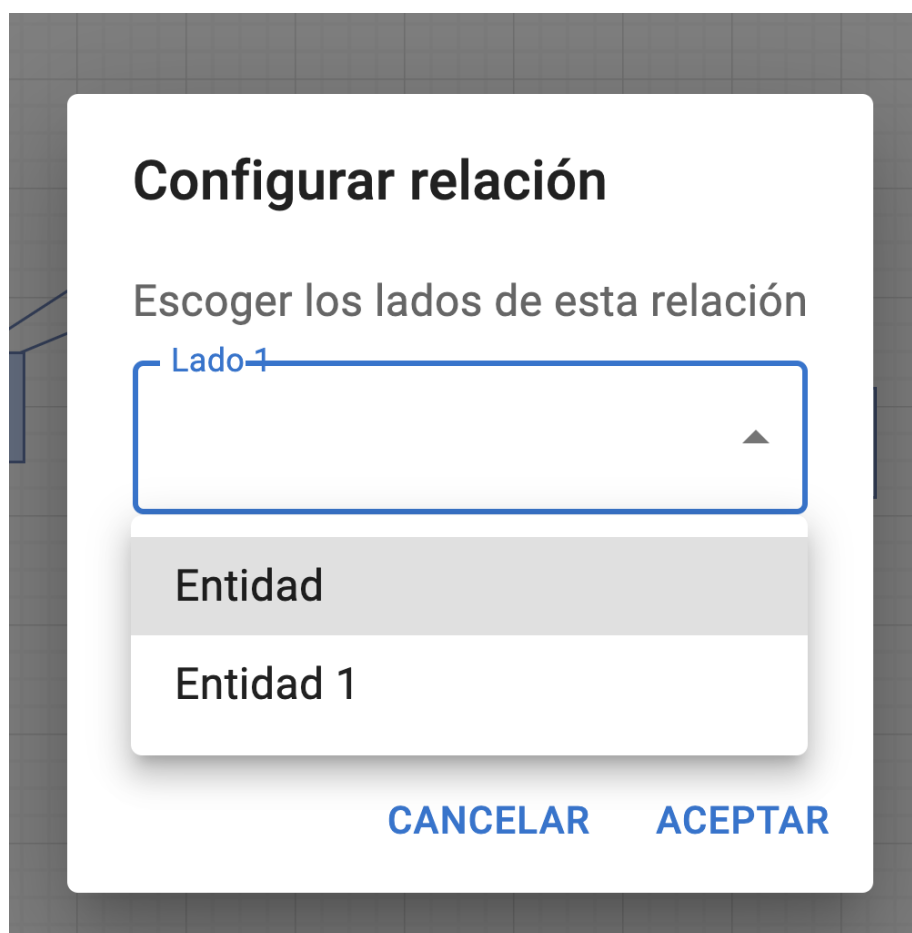 Configurar relación
Escoger los lados de esta relación
Lado 1
Entidad
Entidad 1
CANCELAR ACEPTAR